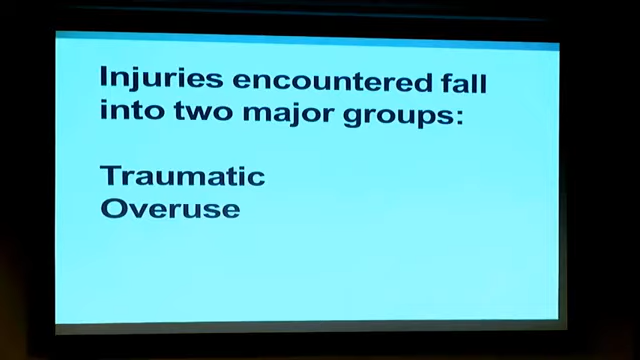 Injuries encountered fall
into two major groups:
Traumatic
Overuse